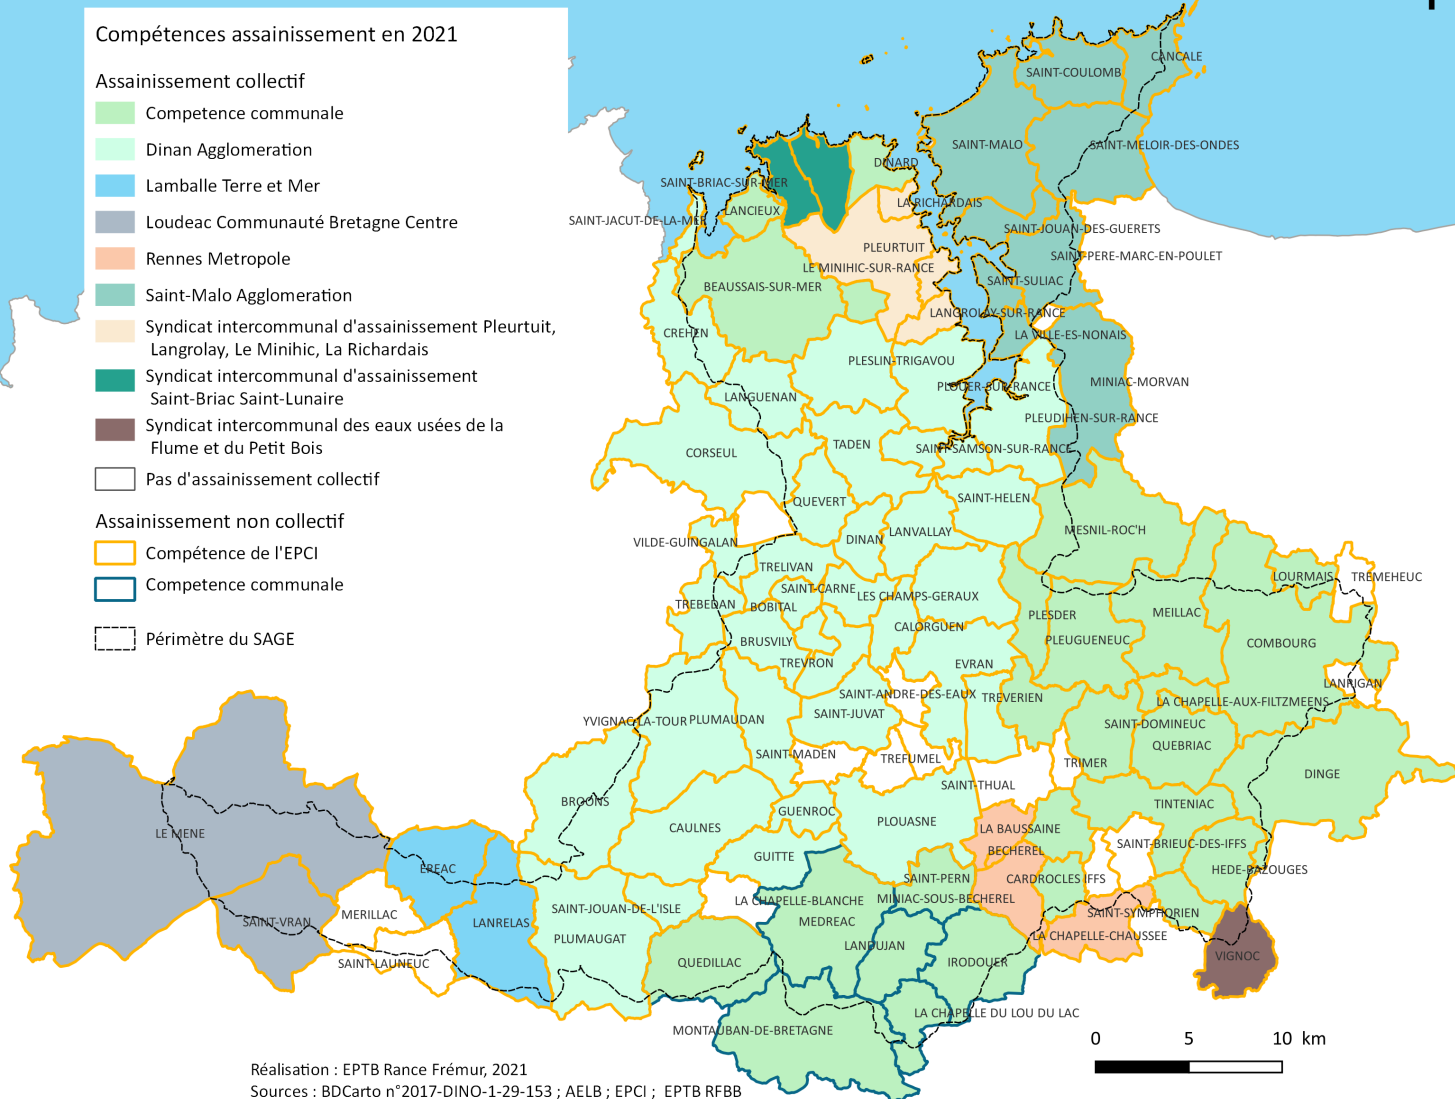 Compétences assainissement en 2021
Assainissement collectif
Competence communale
Dinan Agglomeration
Lamballe Terre et Mer
Loudeac Communauté Bretagne Centre
Rennes Metropole
Saint-Malo Agglomeration
Syndicat intercommunal d'assainissement Pleurtuit,
Langrolay, Le Minihic, La Richardais
Syndicat intercommunal d'assainissement
Saint-Briac Saint-Lunaire
Syndicat intercommunal des eaux usées de la
Flume et du Petit Bois
Pas d'assainissement collectif
Assainissement non collectif
Compétence de l'EPCI
Competence communale
Périmètre du SAGE
CANCALE
SAINT-COULOMB
SAINT-MALO
SAINT-MELOIR-DES-ONDES
DINARD
SAINT-BRIAC-SUR-MER
LA RICHARDAIS
LANCIEUX
SAINT-JACUT-DE-LA-MER
SAINT-JOUAN-DES-GUERETS
PLEURTUIT
SAINT-PERE-MARC-EN-POULET
LE MINIHIC-SUR-RANCE
SAINT-SULIAC
BEAUSSAIS-SUR-MER
LANGROLAY-SUR-RANCE
CREHEN
LA VILLE-ES-NONAIS
PLESLIN-TRIGAVOU
MINIAC-MORVAN
PLOUER-SUR-RANCE
LANGUENAN
PLEUDIHEN-SUR-RANCE
TADEN
SAINT-SAMSON-SUR-RANCE
CORSEUL
QUEVERT
SAINT-HELEN
MESNIL-ROC'H
LANVALLAY
DINAN
VILDE-GUINGALAN
TRELIVAN
LOURMAIS
TREMEHEUC
SAINT-CARNE
LES CHAMPS-GERAUX
TREBEDAN
BOBITAL
PLESDER
MEILLAC
CALORGUEN
BRUSVILY
PLEUGUENEUC
COMBOURG
TREVRON
EVRAN
LANRIGAN
SAINT-ANDRE-DES-EAUX
TREVERIEN
LA CHAPELLE-AUX-FILTZMEENS
SAINT-JUVAT
YVIGNAC-LA-TOUR
PLUMAUDAN
SAINT-DOMINEUC
QUEBRIAC
SAINT-MADEN
TREFUMEL
TRIMER
DINGE
SAINT-THUAL
BROONS
TINTENIAC
GUENROC
PLOUASNE
CAULNES
LA BAUSSAINE
LE MENE
SAINT-BRIEUC-DES-IFFS
BECHEREL
GUITTE
EREAC
HEDE-BAZOUGES
SAINT-PERN
CARDROC
LES IFFS
LA CHAPELLE-BLANCHE
MINIAC-SOUS-BECHEREL
SAINT-JOUAN-DE-L'ISLE
MERILLAC
SAINT-SYMPHORIEN
SAINT-VRAN
LANRELAS
MEDREAC
PLUMAUGAT
LA CHAPELLE-CHAUSSEE
LANDUJAN
VIGNOC
SAINT-LAUNEUC
QUEDILLAC
IRODOUER
LA CHAPELLE DU LOU DU LAC
MONTAUBAN-DE-BRETAGNE
0 5 10 km
Réalisation : EPTB Rance Frémur, 2021
Sources : BDCarto n°2017-DINO-1-29-153 ; AELB ; EPCI ; EPTB RFBB